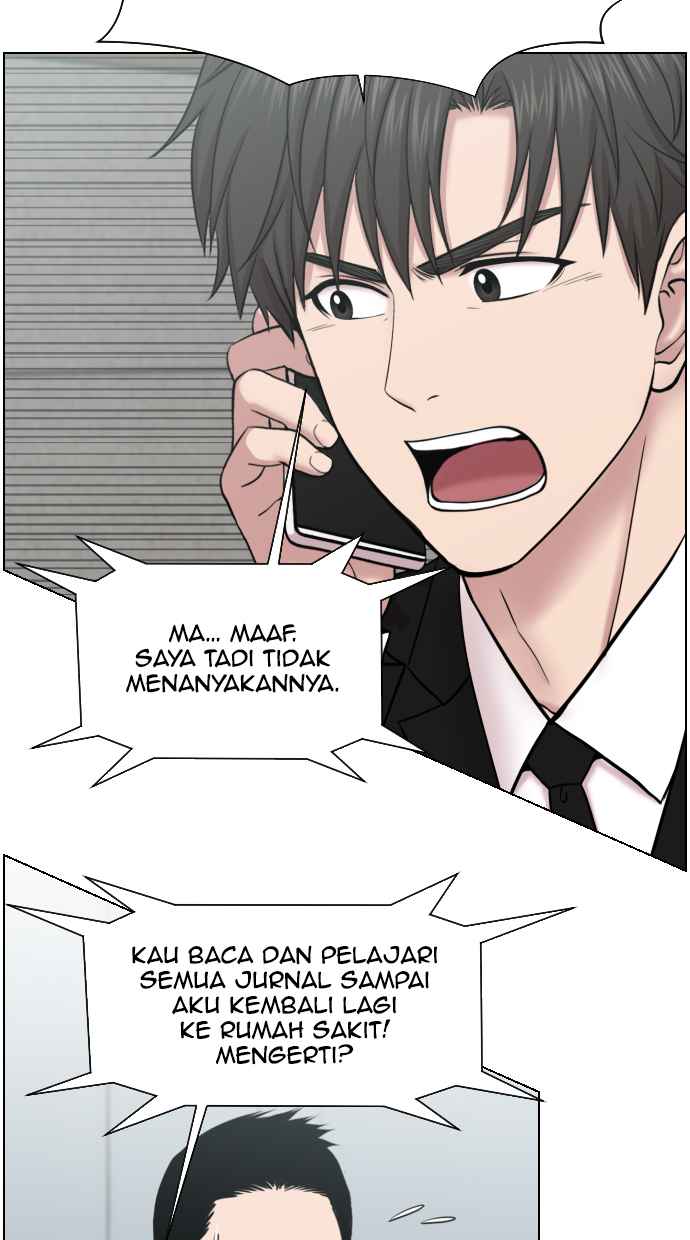 MA... MAAF.
SAYA TADI TIDAK
MENANYAKANNYA.
KAU BACA DAN PELAJARI
SEMUA JURNAL SAMPAI
AKU KEMBALI LAGI
KE RUMAH SAKIT!
MENGERTI?